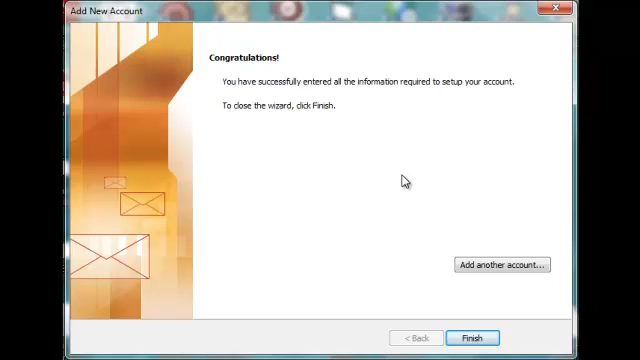 Add New Account
Congratulations!
You have successfully entered all the information required to setup your account.
To close the wizard, click Finish.
Add another account...
< Back
Finish